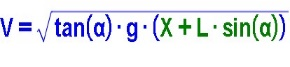 V = √(tan(α) · g · (X + L · sin(α)))